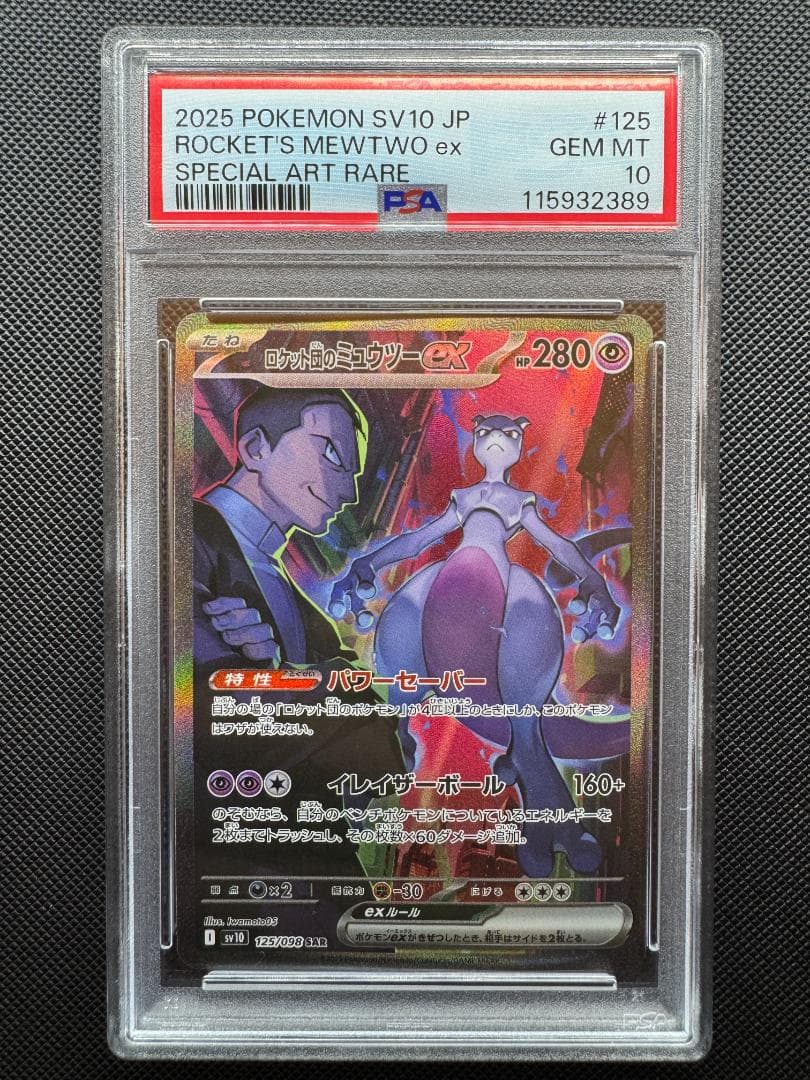 2025 POKEMON SV10 JP #125
ROCKET'S MEWTWO ex GEM MT
SPECIAL ART RARE 10
PSA 115932389
たね ロケット団のミュウツーex HP280
特性 とくせい パワーセーバー
自分の場の「ロケット団のポケモン」が4匹以上のときにしか、このポケモン
はワザが使えない。
イレイザーボール 160+
のぞむなら、自分のベンチポケモンについているエネルギーを
2枚までトラッシュし、その枚数×60ダメージ追加。
弱点 ×2 抵抗力 -30 にげる
Illus. Iwamoto05
exルール
I sv10 125/098 SAR
ポケモンexがきぜつしたとき、相手はサイドを2枚とる。